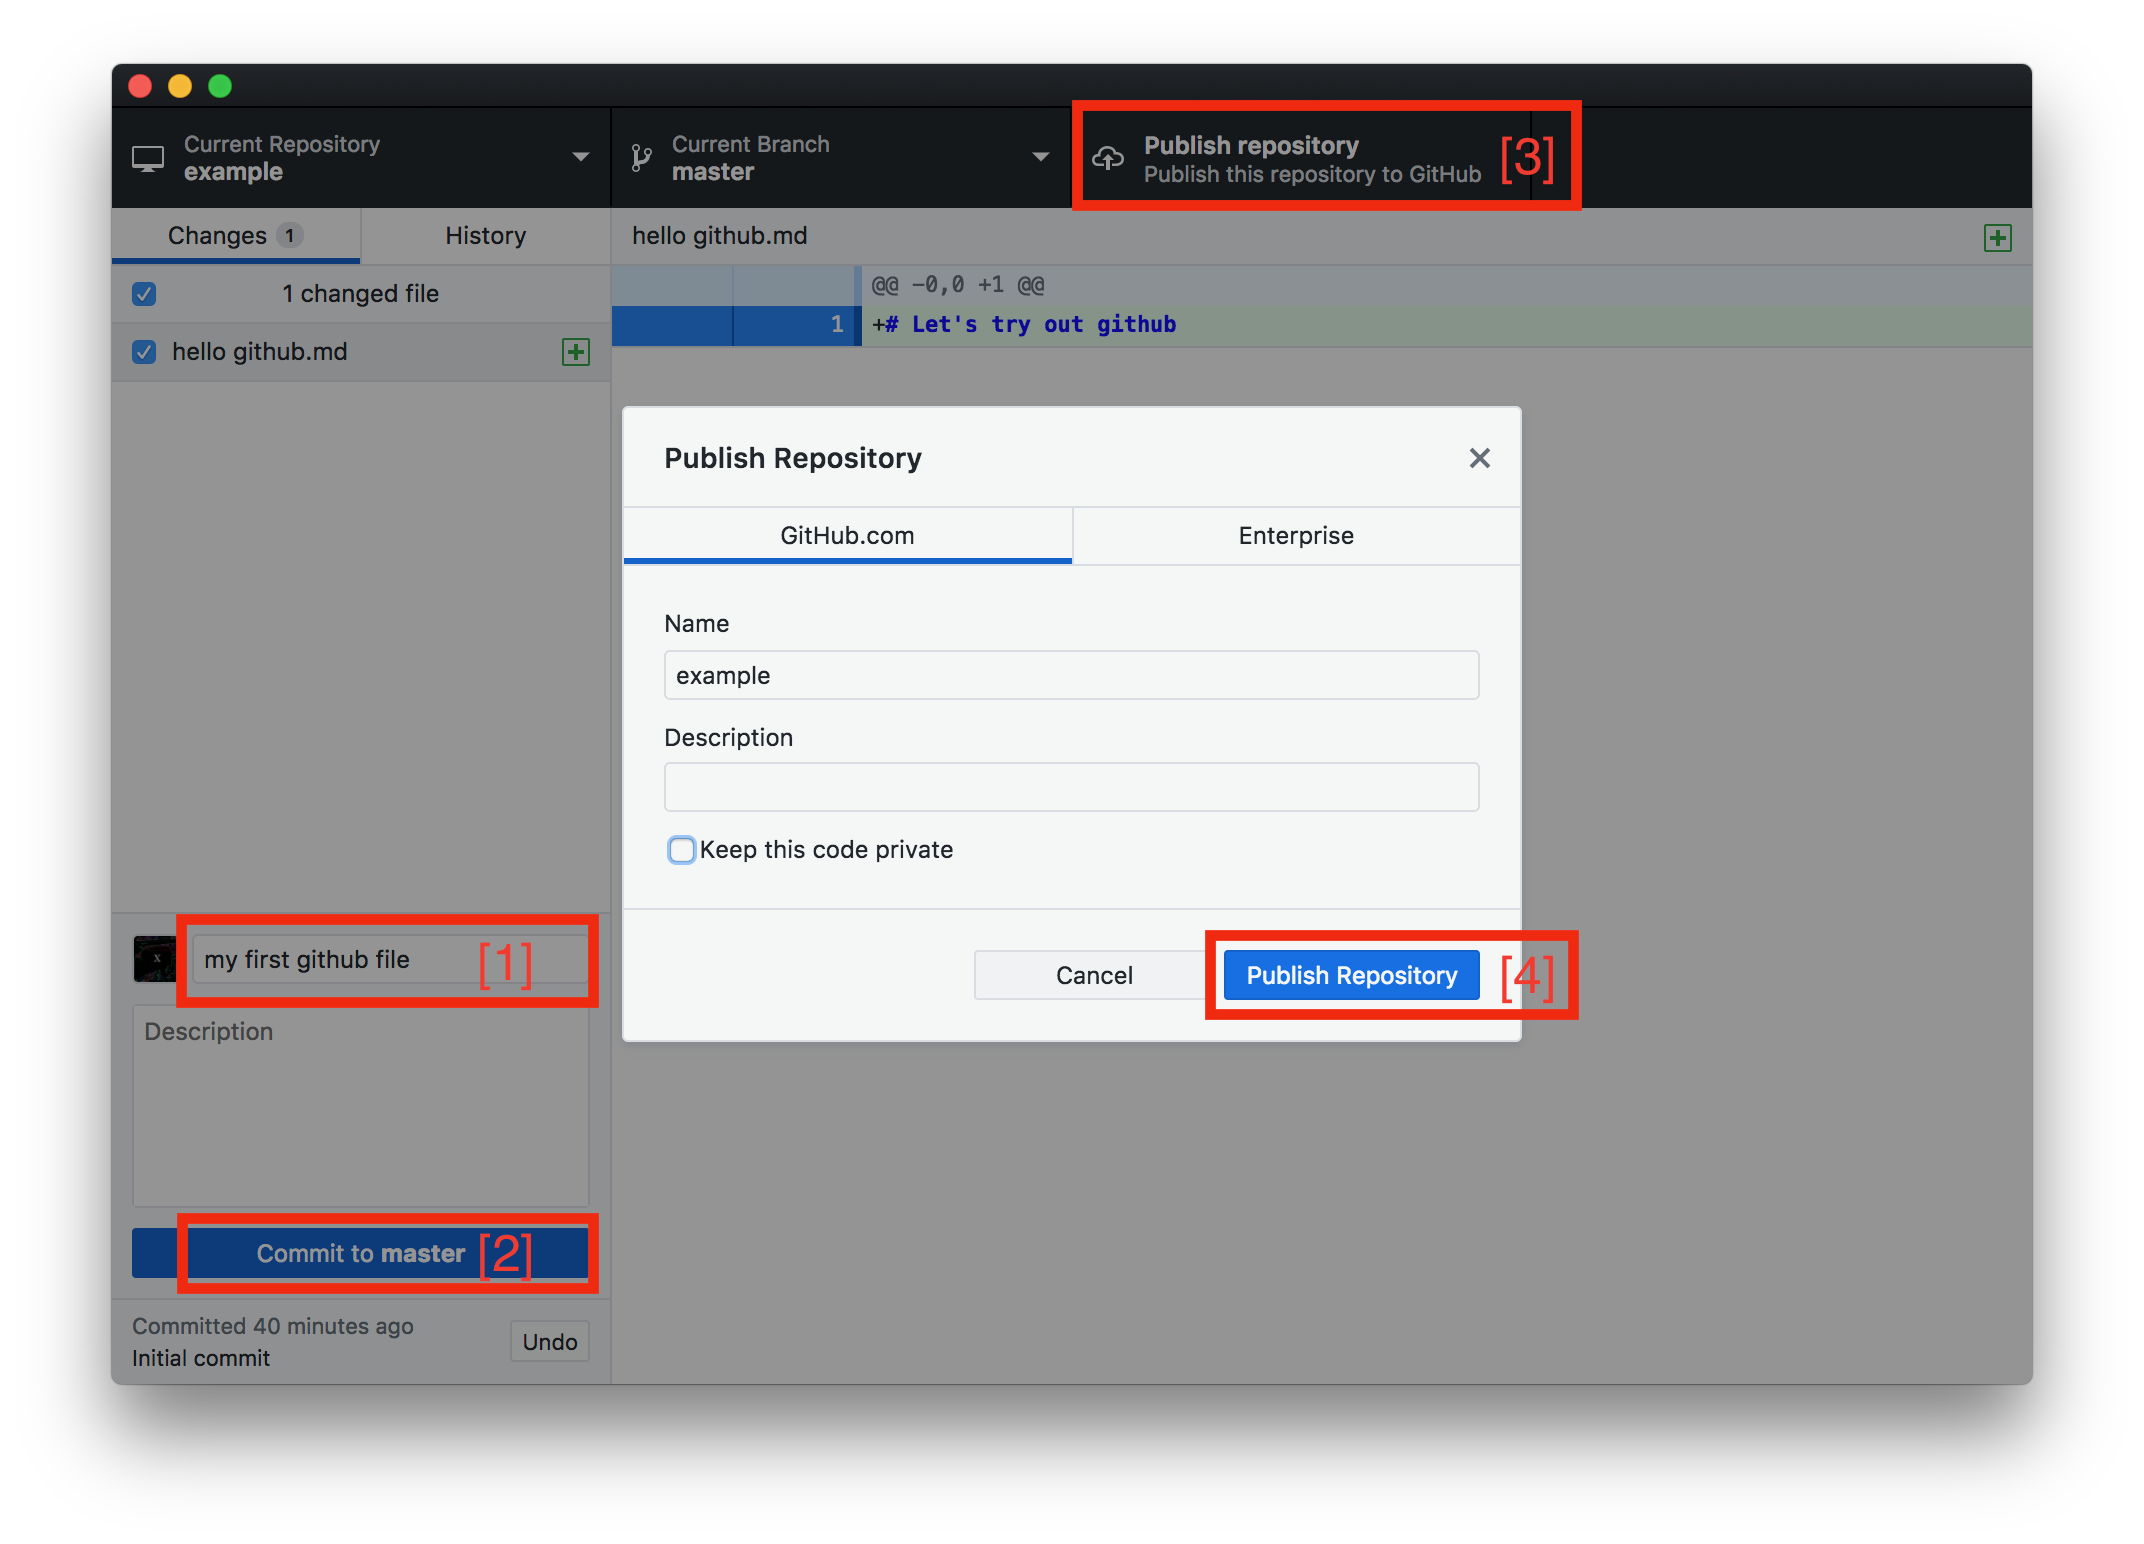 Current Repository
example
Current Branch
master
Publish repository
Publish this repository to GitHub
[3]
Changes 1
History
hello github.md
1 changed file
@@ -0,0 +1 @@
hello github.md
1 +# Let's try out github
Publish Repository
GitHub.com
Enterprise
Name
example
Description
Keep this code private
Cancel
Publish Repository
[4]
x
my first github file
[1]
Description
Commit to master
[2]
Committed 40 minutes ago
Initial commit
Undo